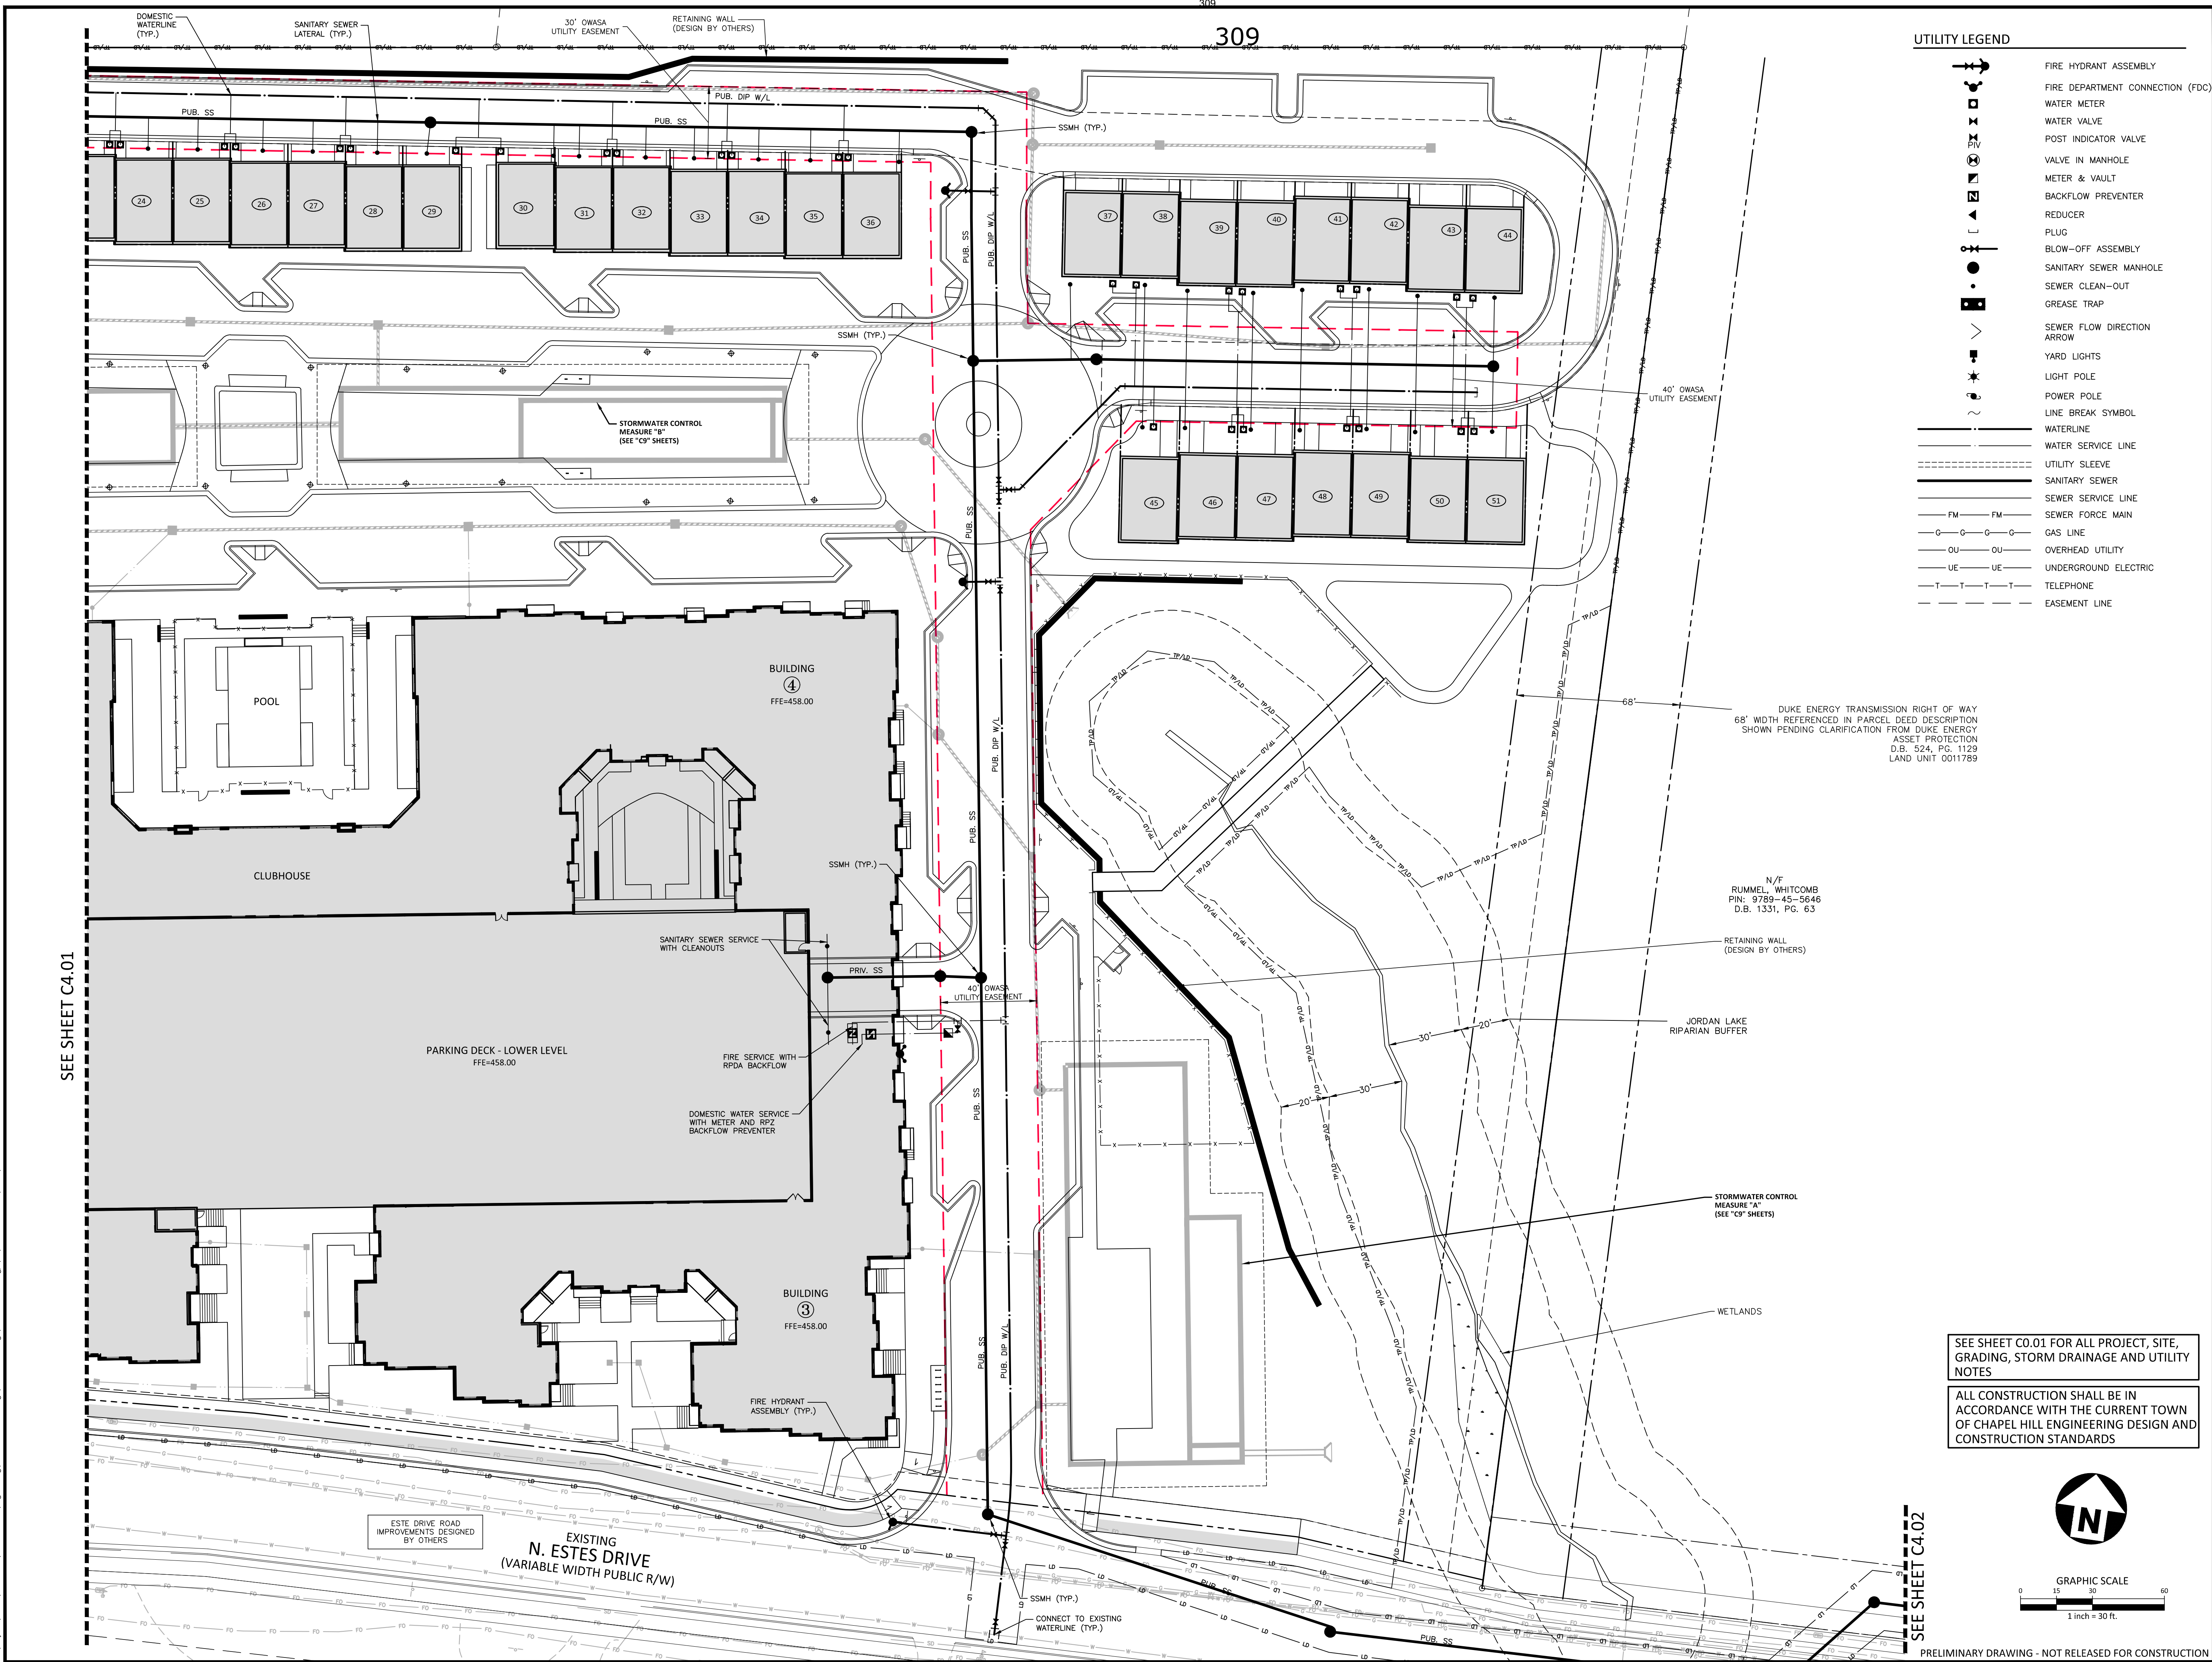 309
309
DOMESTIC
WATERLINE
(TYP.)
SANITARY SEWER
LATERAL (TYP.)
30' OWASA
UTILITY EASEMENT
RETAINING WALL
(DESIGN BY OTHERS)
PUB. SS
PUB. DIP W/L
PUB. SS
SSMH (TYP.)
24
25
26
27
28
29
30
31
32
33
34
35
36
37
38
39
40
41
42
43
44
PUB. SS
PUB. DIP W/L
SSMH (TYP.)
40' OWASA
UTILITY EASEMENT
STORMWATER CONTROL
MEASURE "B"
(SEE "C9" SHEETS)
45
46
47
48
49
50
51
PUB. SS
POOL
BUILDING
4
FFE=458.00
PUB. DIP W/L
PUB. SS
CLUBHOUSE
SSMH (TYP.)
SANITARY SEWER SERVICE
WITH CLEANOUTS
PRIV. SS
40' OWASA
UTILITY EASEMENT
SEE SHEET C4.01
PARKING DECK - LOWER LEVEL
FFE=458.00
FIRE SERVICE WITH
RPDA BACKFLOW
DOMESTIC WATER SERVICE
WITH METER AND RPZ
BACKFLOW PREVENTER
PUB. SS
BUILDING
3
FFE=458.00
PUB. SS
PUB. DIP W/L
FIRE HYDRANT
ASSEMBLY (TYP.)
ESTE DRIVE ROAD
IMPROVEMENTS DESIGNED
BY OTHERS
EXISTING
N. ESTES DRIVE
(VARIABLE WIDTH PUBLIC R/W)
SSMH (TYP.)
CONNECT TO EXISTING
WATERLINE (TYP.)
PUB. SS
PUB. SS
68'
DUKE ENERGY TRANSMISSION RIGHT OF WAY
68' WIDTH REFERENCED IN PARCEL DEED DESCRIPTION
SHOWN PENDING CLARIFICATION FROM DUKE ENERGY
ASSET PROTECTION
D.B. 524, PG. 1129
LAND UNIT 0011789
N/F
RUMMEL, WHITCOMB
PIN: 9789-45-5646
D.B. 1331, PG. 63
RETAINING WALL
(DESIGN BY OTHERS)
JORDAN LAKE
RIPARIAN BUFFER
30'
20'
20'
30'
STORMWATER CONTROL
MEASURE "A"
(SEE "C9" SHEETS)
WETLANDS
UTILITY LEGEND
FIRE HYDRANT ASSEMBLY
FIRE DEPARTMENT CONNECTION (FDC)
WATER METER
WATER VALVE
PIV
POST INDICATOR VALVE
VALVE IN MANHOLE
METER & VAULT
BACKFLOW PREVENTER
REDUCER
PLUG
BLOW-OFF ASSEMBLY
SANITARY SEWER MANHOLE
SEWER CLEAN-OUT
GREASE TRAP
SEWER FLOW DIRECTION
ARROW
YARD LIGHTS
LIGHT POLE
POWER POLE
LINE BREAK SYMBOL
WATERLINE
WATER SERVICE LINE
UTILITY SLEEVE
SANITARY SEWER
SEWER SERVICE LINE
FM FM SEWER FORCE MAIN
G G G G GAS LINE
OU OU OVERHEAD UTILITY
UE UE UNDERGROUND ELECTRIC
T T T T TELEPHONE
EASEMENT LINE
SEE SHEET C0.01 FOR ALL PROJECT, SITE,
GRADING, STORM DRAINAGE AND UTILITY
NOTES
ALL CONSTRUCTION SHALL BE IN
ACCORDANCE WITH THE CURRENT TOWN
OF CHAPEL HILL ENGINEERING DESIGN AND
CONSTRUCTION STANDARDS
N
GRAPHIC SCALE
0 15 30 60
1 inch = 30 ft.
SEE SHEET C4.02
PRELIMINARY DRAWING - NOT RELEASED FOR CONSTRUCTION